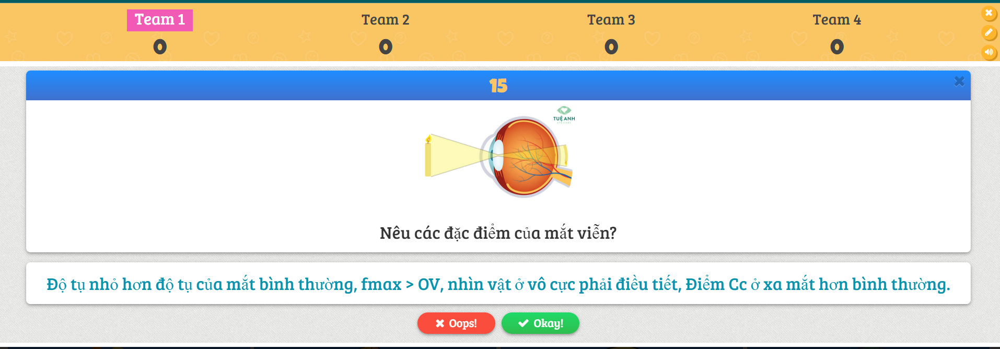 Team 1
Team 2
Team 3
Team 4
0
0
0
0
15
TUỆ ANH
Nêu các đặc điểm của mắt viễn?
Độ tụ nhỏ hơn độ tụ của mắt bình thường, fmax > OV, nhìn vật ở vô cực phải điều tiết, Điểm Cc ở xa mắt hơn bình thường.
Oops!
Okay!